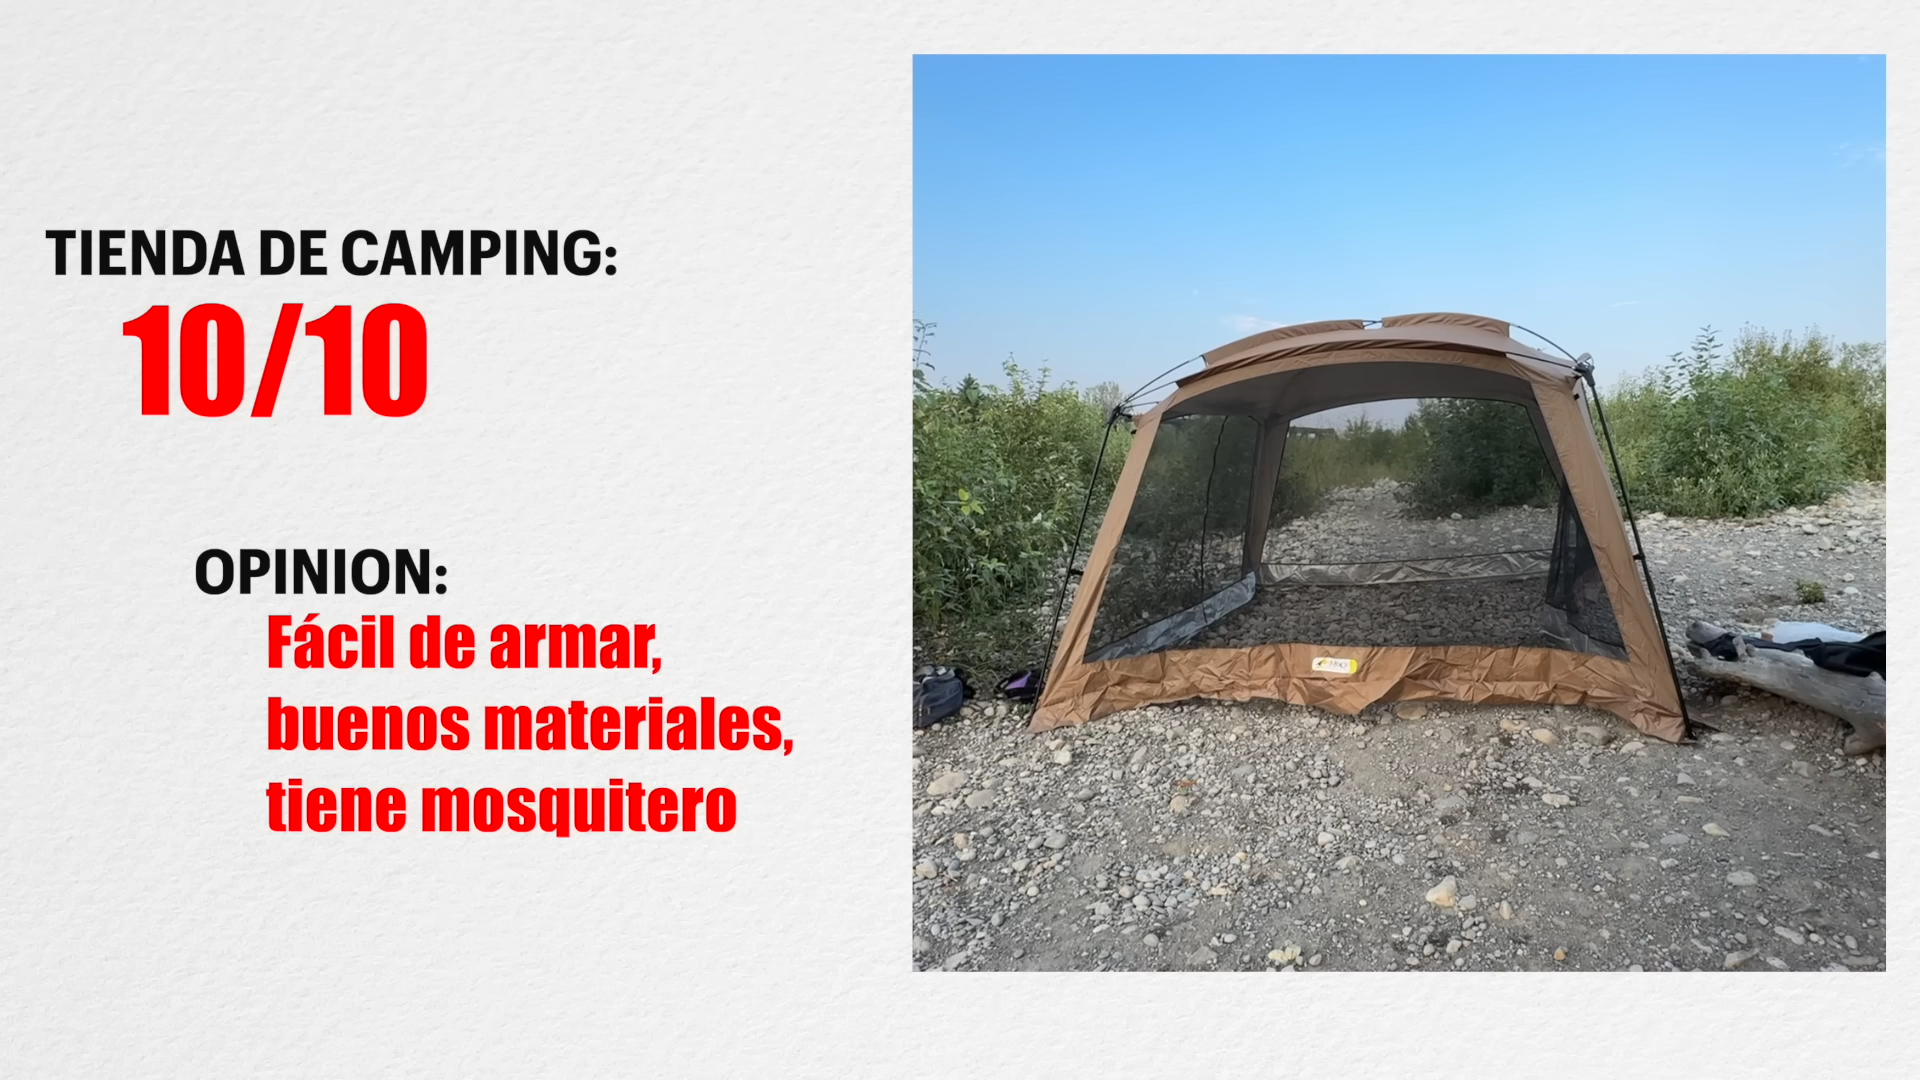 TIENDA DE CAMPING:
10/10
OPINION:
Fácil de armar,
buenos materiales,
tiene mosquitero